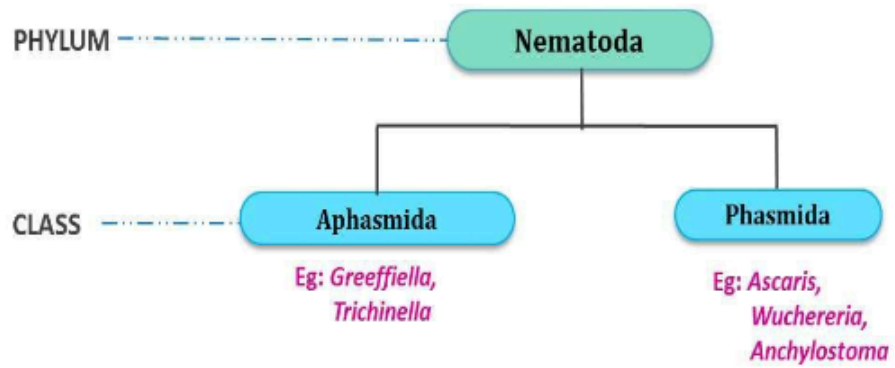 PHYLUM
Nematoda
CLASS
Aphasmida
Phasmida
Eg: Greeffiella,
Trichinella
Eg: Ascaris,
Wuchereria,
Anchylostoma